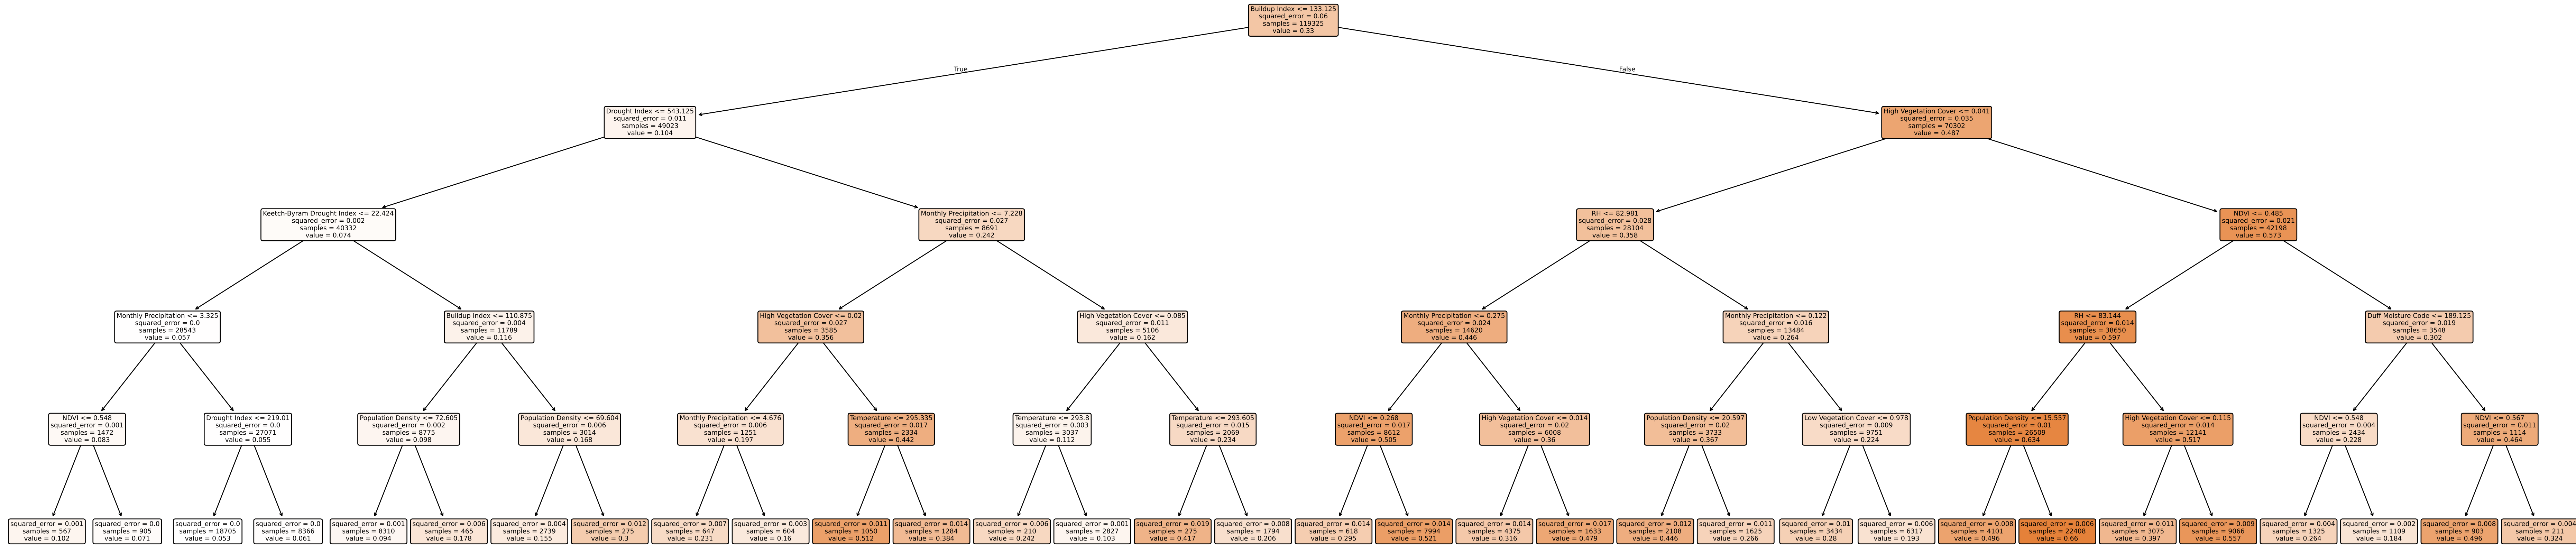 Buildup Index <= 133.125
squared_error = 0.06
samples = 119325
value = 0.33
True
False
Drought Index <= 543.125
squared_error = 0.011
samples = 49023
value = 0.104
High Vegetation Cover <= 0.041
squared_error = 0.035
samples = 70302
value = 0.487
Keetch-Byram Drought Index <= 22.424
squared_error = 0.002
samples = 40332
value = 0.074
Monthly Precipitation <= 7.228
squared_error = 0.027
samples = 8691
value = 0.242
RH <= 82.981
squared_error = 0.028
samples = 28104
value = 0.358
NDVI <= 0.485
squared_error = 0.021
samples = 42198
value = 0.573
Monthly Precipitation <= 3.325
squared_error = 0.0
samples = 28543
value = 0.057
Buildup Index <= 110.875
squared_error = 0.004
samples = 11789
value = 0.116
High Vegetation Cover <= 0.02
squared_error = 0.027
samples = 3585
value = 0.356
High Vegetation Cover <= 0.085
squared_error = 0.011
samples = 5106
value = 0.162
Monthly Precipitation <= 0.275
squared_error = 0.024
samples = 14620
value = 0.446
Monthly Precipitation <= 0.122
squared_error = 0.016
samples = 13484
value = 0.264
RH <= 83.144
squared_error = 0.014
samples = 38650
value = 0.597
Duff Moisture Code <= 189.125
squared_error = 0.019
samples = 3548
value = 0.302
NDVI <= 0.548
squared_error = 0.001
samples = 1472
value = 0.083
Drought Index <= 219.01
squared_error = 0.0
samples = 27071
value = 0.055
Population Density <= 72.605
squared_error = 0.002
samples = 8775
value = 0.098
Population Density <= 69.604
squared_error = 0.006
samples = 3014
value = 0.168
Monthly Precipitation <= 4.676
squared_error = 0.006
samples = 1251
value = 0.197
Temperature <= 295.335
squared_error = 0.017
samples = 2334
value = 0.442
Temperature <= 293.8
squared_error = 0.003
samples = 3037
value = 0.112
Temperature <= 293.605
squared_error = 0.015
samples = 2069
value = 0.234
NDVI <= 0.268
squared_error = 0.017
samples = 8612
value = 0.505
High Vegetation Cover <= 0.014
squared_error = 0.02
samples = 6008
value = 0.36
Population Density <= 20.597
squared_error = 0.02
samples = 3733
value = 0.367
Low Vegetation Cover <= 0.978
squared_error = 0.009
samples = 9751
value = 0.224
Population Density <= 15.557
squared_error = 0.01
samples = 26509
value = 0.634
High Vegetation Cover <= 0.115
squared_error = 0.014
samples = 12141
value = 0.517
NDVI <= 0.548
squared_error = 0.004
samples = 2434
value = 0.228
NDVI <= 0.567
squared_error = 0.011
samples = 1114
value = 0.464
squared_error = 0.001
samples = 567
value = 0.102
squared_error = 0.0
samples = 905
value = 0.071
squared_error = 0.0
samples = 18705
value = 0.053
squared_error = 0.0
samples = 8366
value = 0.061
squared_error = 0.001
samples = 8310
value = 0.094
squared_error = 0.006
samples = 465
value = 0.178
squared_error = 0.004
samples = 2739
value = 0.155
squared_error = 0.012
samples = 275
value = 0.3
squared_error = 0.007
samples = 647
value = 0.231
squared_error = 0.003
samples = 604
value = 0.16
squared_error = 0.011
samples = 1050
value = 0.512
squared_error = 0.014
samples = 1284
value = 0.384
squared_error = 0.006
samples = 210
value = 0.242
squared_error = 0.001
samples = 2827
value = 0.103
squared_error = 0.019
samples = 275
value = 0.417
squared_error = 0.008
samples = 1794
value = 0.206
squared_error = 0.014
samples = 618
value = 0.295
squared_error = 0.014
samples = 7994
value = 0.521
squared_error = 0.014
samples = 4375
value = 0.316
squared_error = 0.017
samples = 1633
value = 0.479
squared_error = 0.012
samples = 2108
value = 0.446
squared_error = 0.011
samples = 1625
value = 0.266
squared_error = 0.01
samples = 3434
value = 0.28
squared_error = 0.006
samples = 6317
value = 0.193
squared_error = 0.008
samples = 4101
value = 0.496
squared_error = 0.006
samples = 22408
value = 0.66
squared_error = 0.011
samples = 3075
value = 0.397
squared_error = 0.009
samples = 9066
value = 0.557
squared_error = 0.004
samples = 1325
value = 0.264
squared_error = 0.002
samples = 1109
value = 0.184
squared_error = 0.008
samples = 903
value = 0.496
squared_error = 0.004
samples = 211
value = 0.324